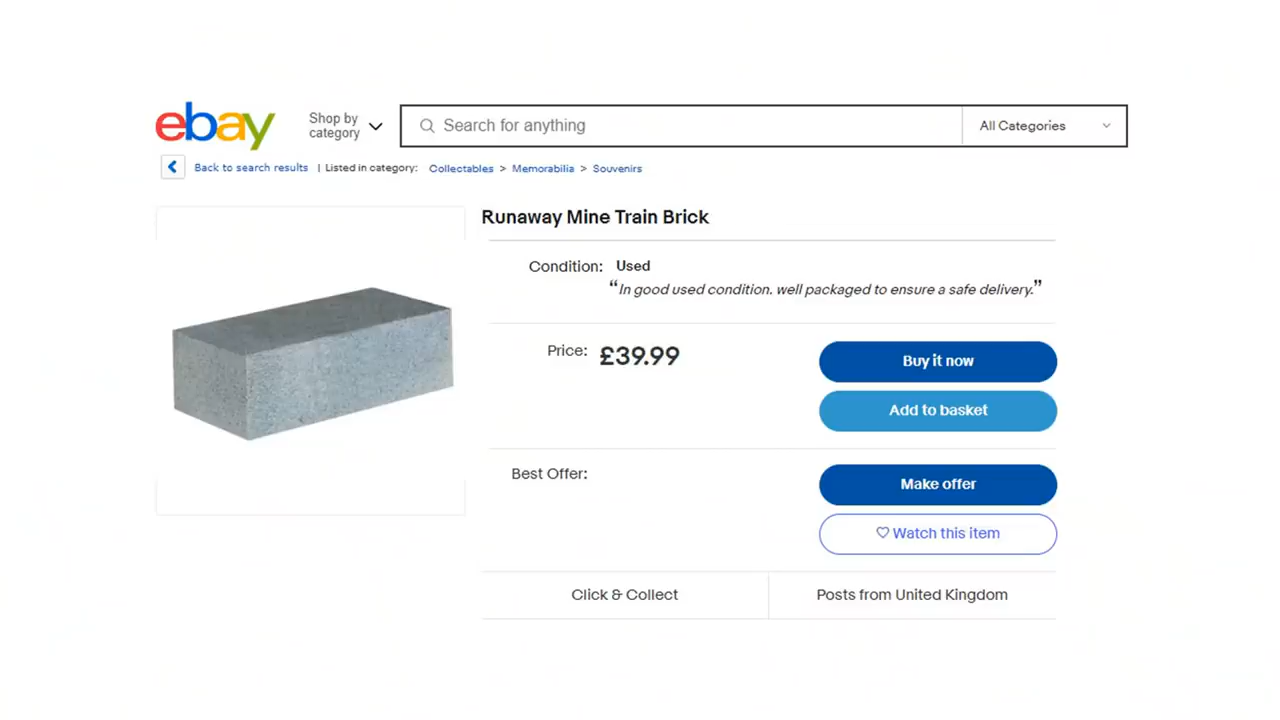 ebay
Shop by
category
Search for anything
All Categories
Back to search results | Listed in category: Collectables > Memorabilia > Souvenirs
Runaway Mine Train Brick
Condition: Used
“In good used condition. well packaged to ensure a safe delivery.”
Price: £39.99
Buy it now
Add to basket
Best Offer:
Make offer
Watch this item
Click & Collect
Posts from United Kingdom